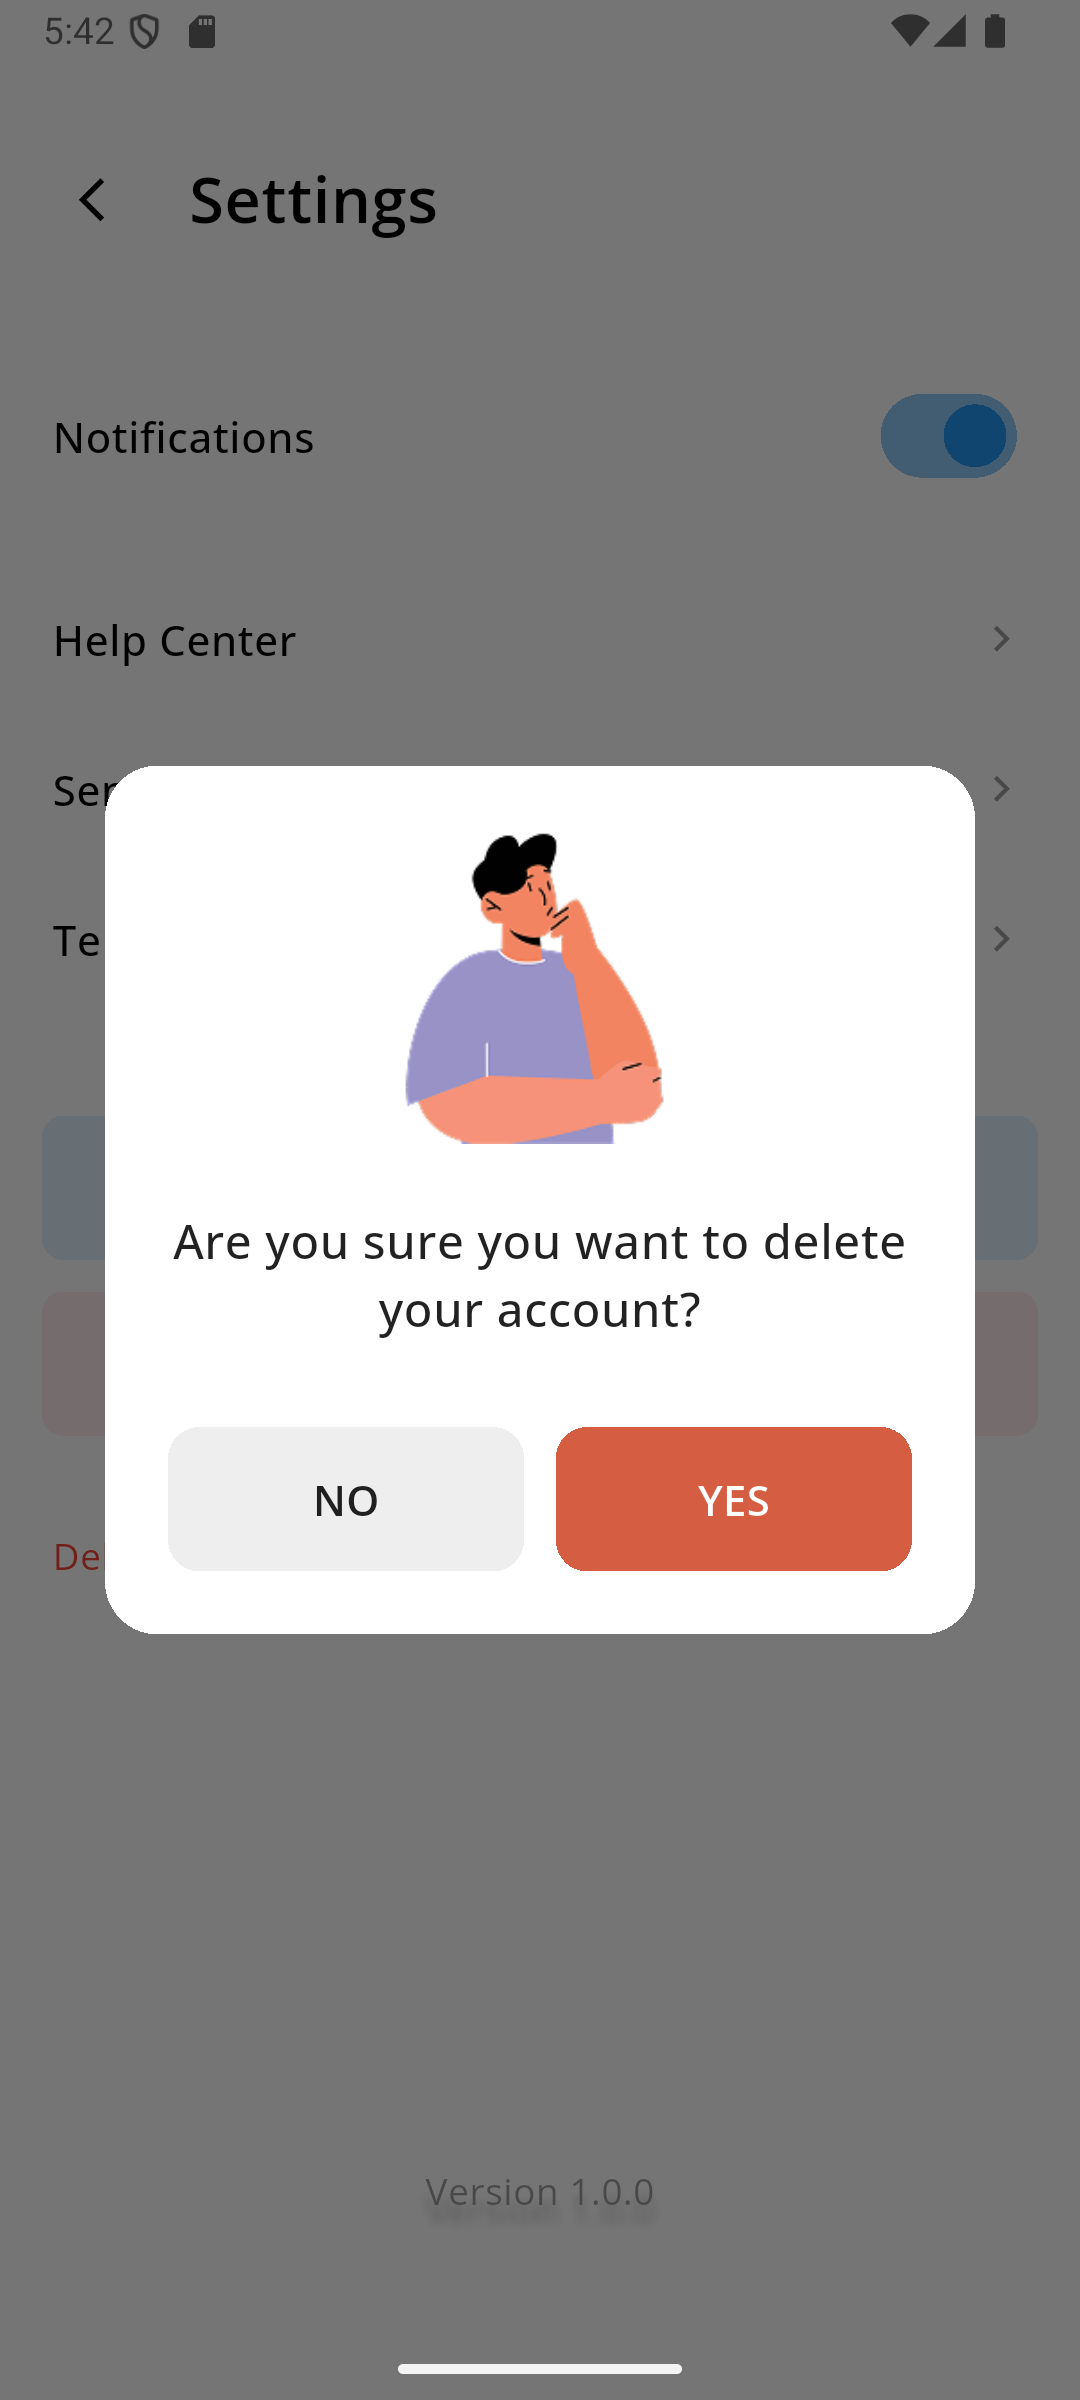 5:42
Settings
Notifications
Help Center
Ser
Te
Are you sure you want to delete
your account?
NO
YES
De
Version 1.0.0